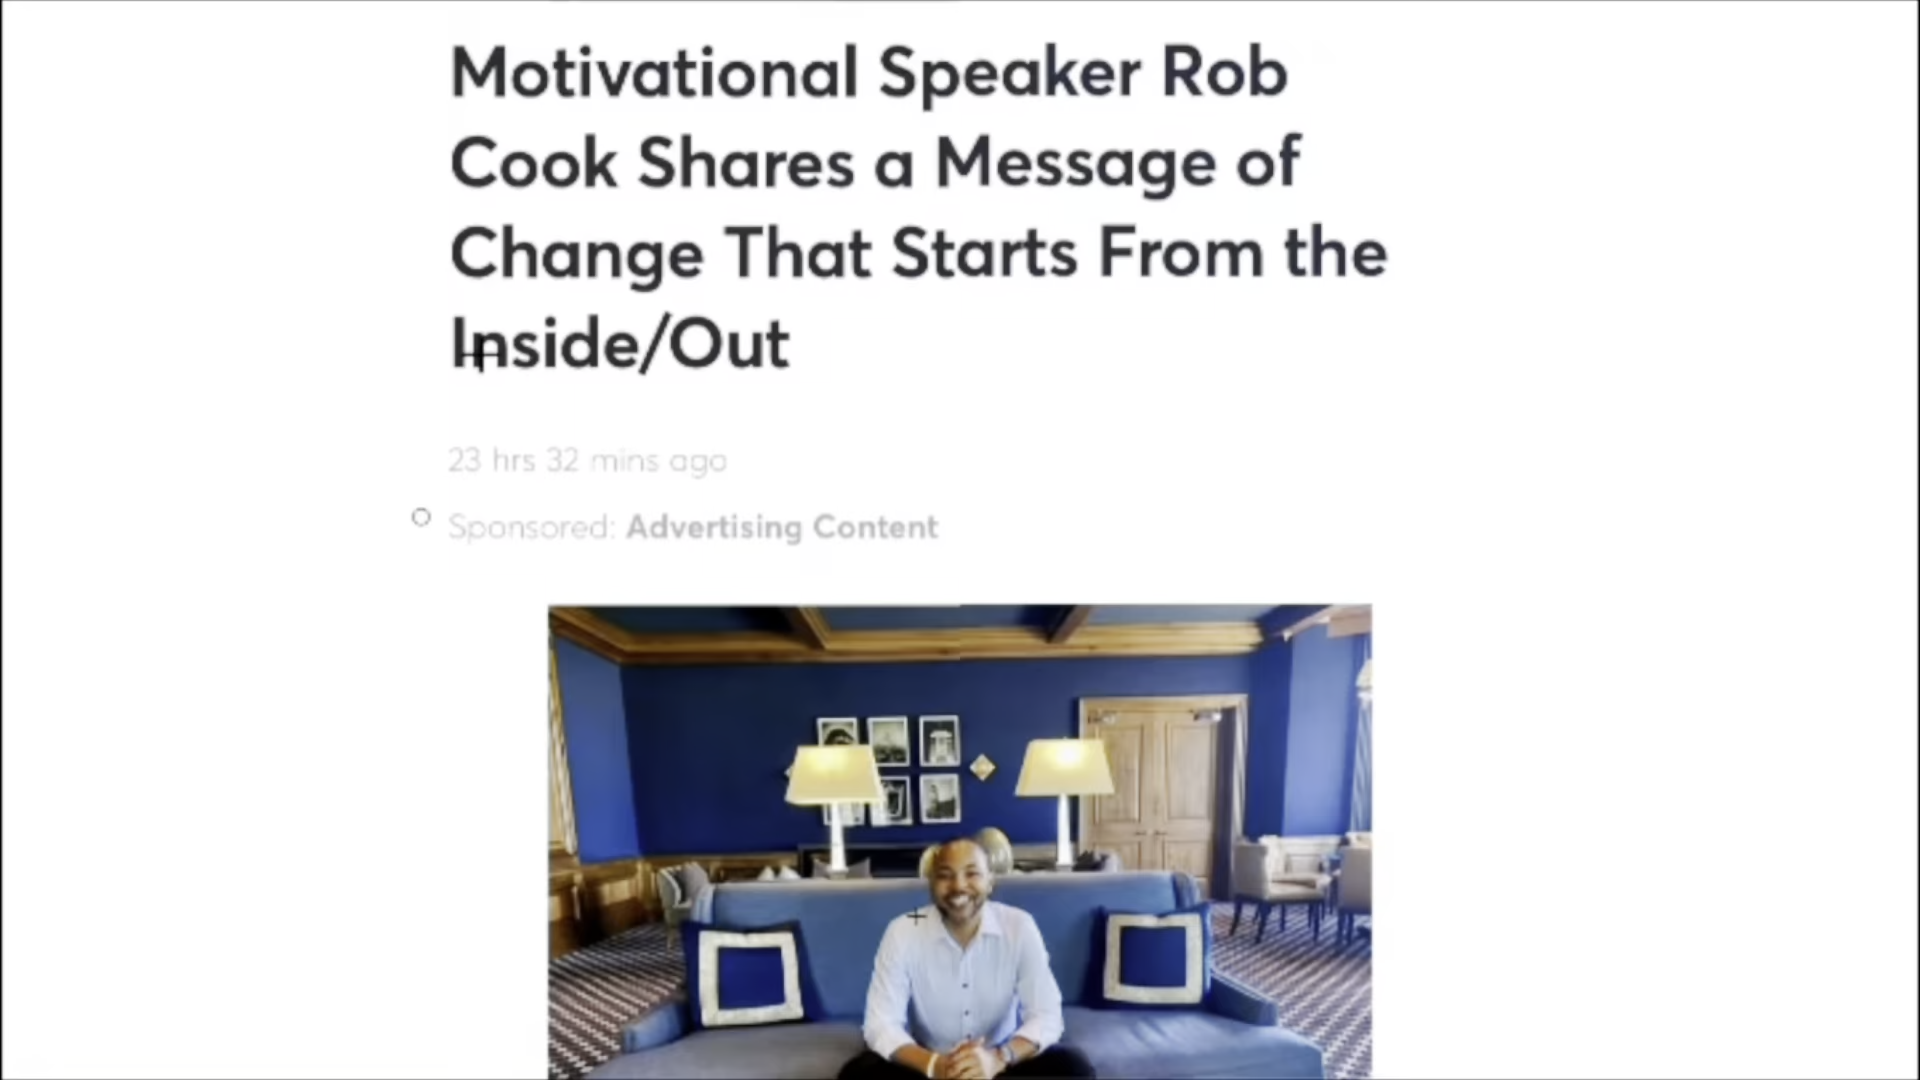 Motivational Speaker Rob
Cook Shares a Message of
Change That Starts From the
Inside/Out
23 hrs 32 mins ago
Sponsored: Advertising Content